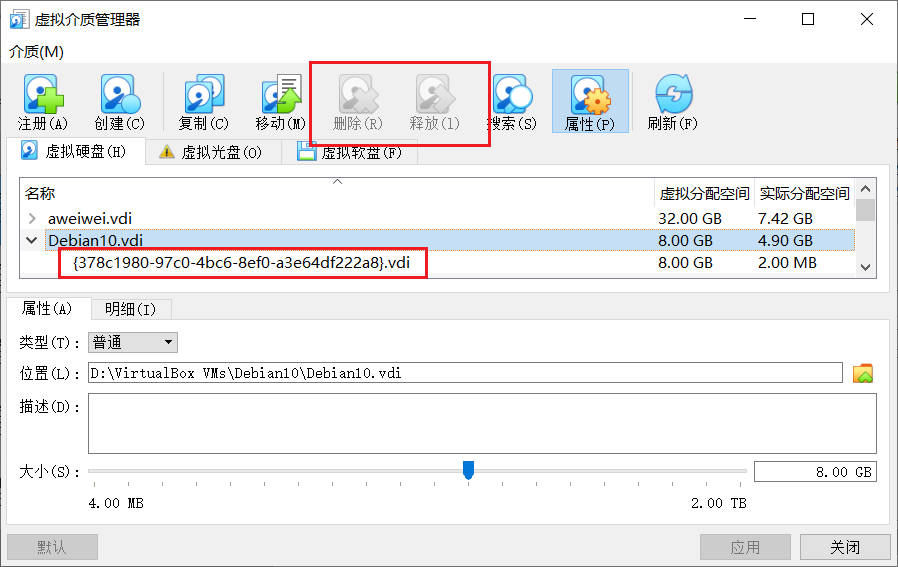 虚拟介质管理器
介质(M)
注册(A) 创建(C) 复制(C) 移动(M) 删除(R) 释放(l) 搜索(S) 属性(P) 刷新(F)
虚拟硬盘(H) 虚拟光盘(O) 虚拟软盘(F)
名称 虚拟分配空间 实际分配空间
aweiwei.vdi 32.00 GB 7.42 GB
Debian10.vdi 8.00 GB 4.90 GB
{378c1980-97c0-4bc6-8ef0-a3e64df222a8}.vdi 8.00 GB 2.00 MB
属性(A) 明细(I)
类型(T): 普通
位置(L): D:\VirtualBox VMs\Debian10\Debian10.vdi
描述(D):
大小(S): 8.00 GB
4.00 MB 2.00 TB
默认 应用 关闭